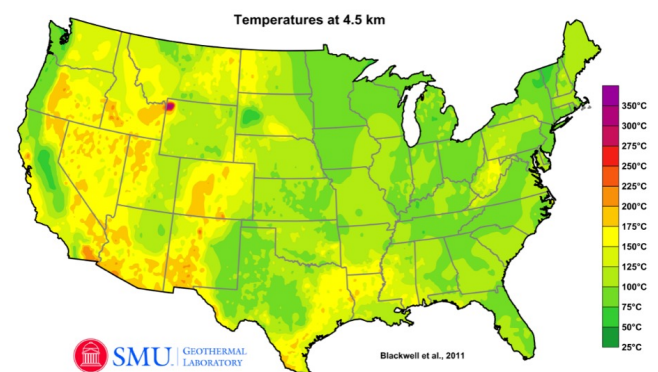 Temperatures at 4.5 km
350°C
300°C
275°C
250°C
225°C
200°C
175°C
150°C
125°C
100°C
75°C
50°C
25°C
SMU. GEOTHERMAL
LABORATORY
Blackwell et al., 2011